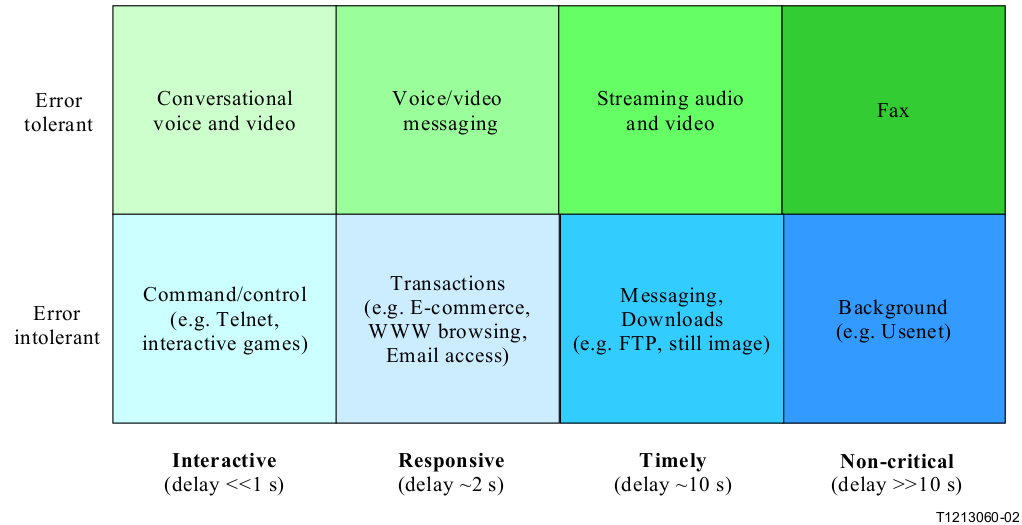 Error
tolerant
Conversational
voice and video
Voice/video
messaging
Streaming audio
and video
Fax
Error
intolerant
Command/control
(e.g. Telnet,
interactive games)
Transactions
(e.g. E-commerce,
WWW browsing,
Email access)
Messaging,
Downloads
(e.g. FTP, still image)
Background
(e.g. Usenet)
Interactive
(delay <<1 s)
Responsive
(delay ~2 s)
Timely
(delay ~10 s)
Non-critical
(delay >>10 s)
T1213060-02